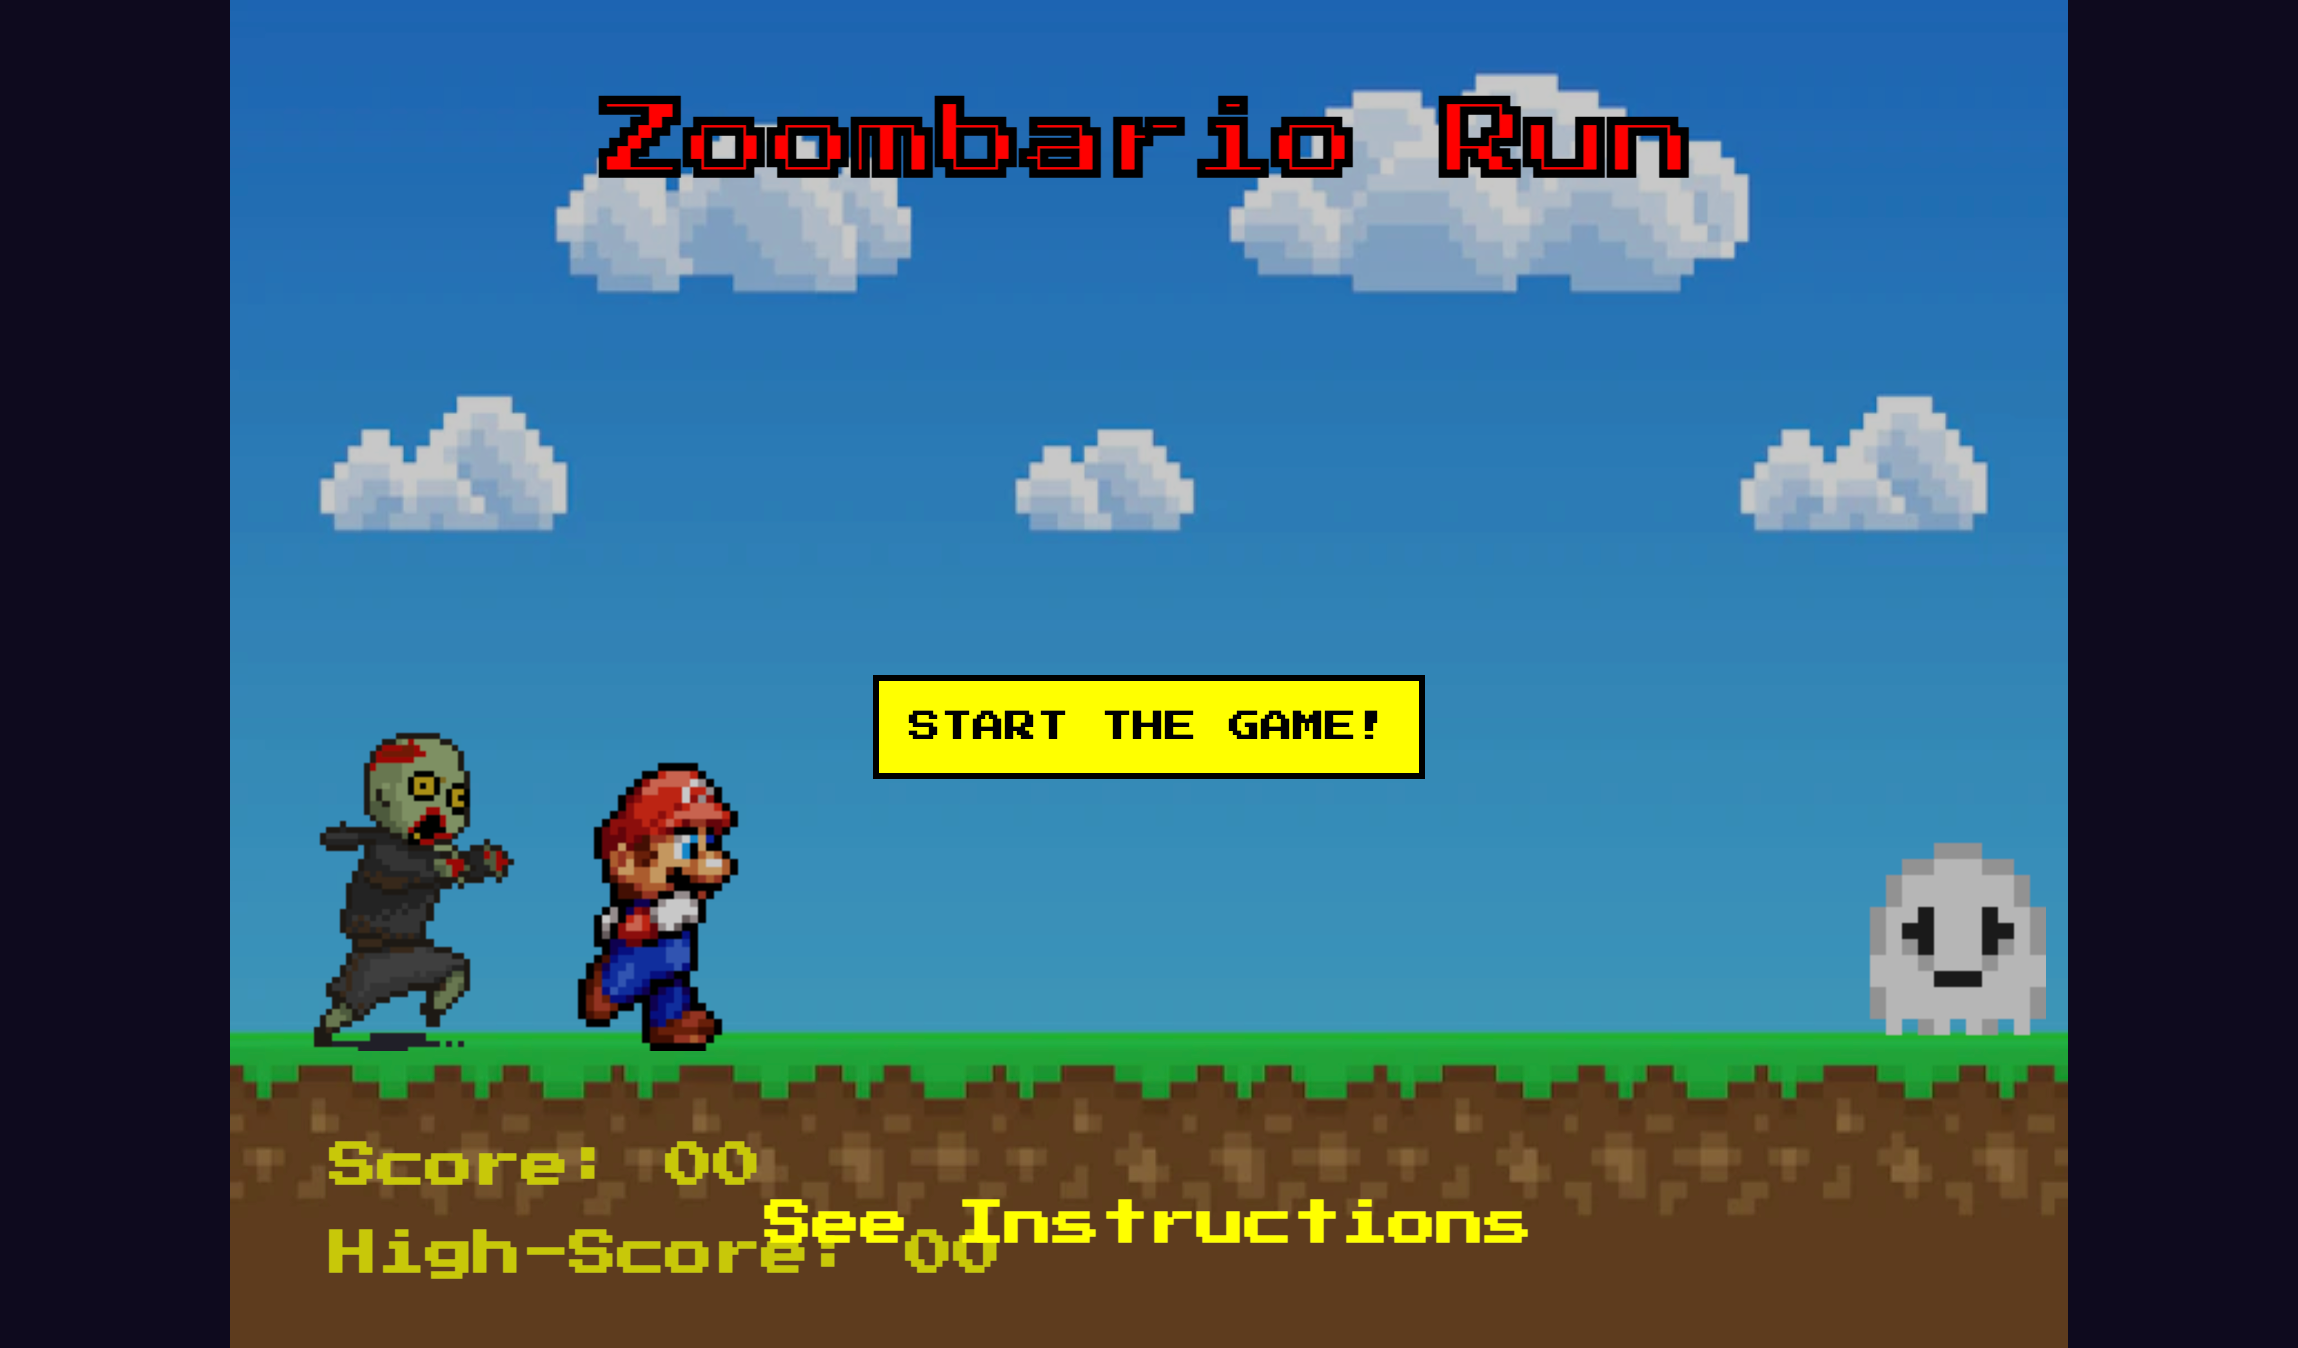 Zoombario Run
START THE GAME!
Score: 00
See Instructions
High-Score: 00